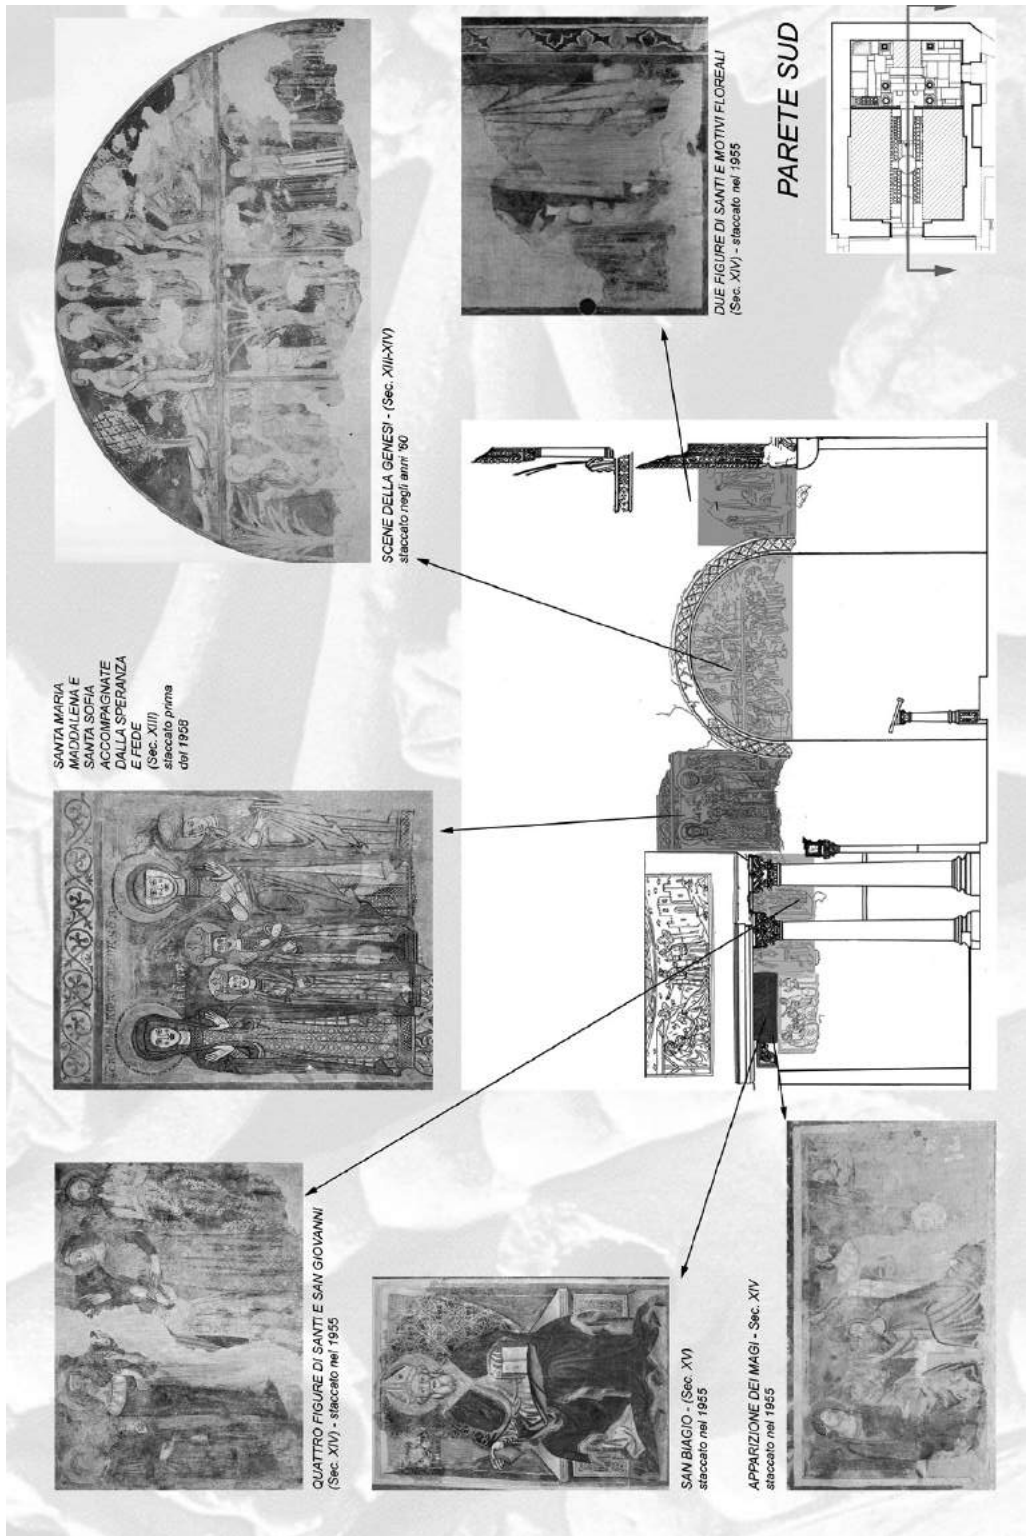 PARETE SUD
QUATTRO FIGURE DI SANTI E SAN GIOVANNI
(Sec. XIV) - staccato nel 1955
SANTA MARIA
MADDALENA E
SANTA SOFIA
ACCOMPAGNATE
DALLA SPERANZA
E FEDE
(Sec. XIII)
staccato prima
del 1958
SCENE DELLA GENESI - (Sec. XIII-XIV)
staccato negli anni '60
SAN BIAGIO - (Sec. XV)
staccato nel 1955
APPARIZIONE DEI MAGI - Sec. XIV
staccato nel 1955
DUE FIGURE DI SANTI E MOTIVI FLOREALI
(Sec. XIV) - staccato nel 1955